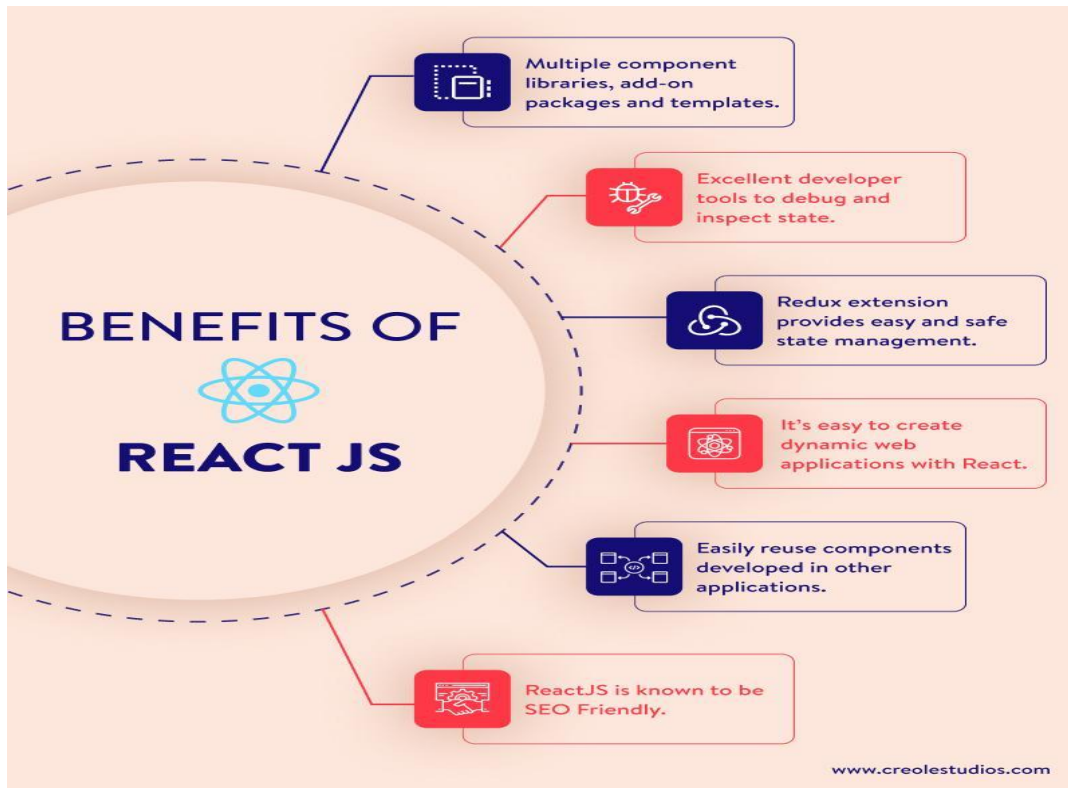 BENEFITS OF
REACT JS
Multiple component
libraries, add-on
packages and templates.
Excellent developer
tools to debug and
inspect state.
Redux extension
provides easy and safe
state management.
It's easy to create
dynamic web
applications with React.
Easily reuse components
developed in other
applications.
ReactJS is known to be
SEO Friendly.
www.creolestudios.com